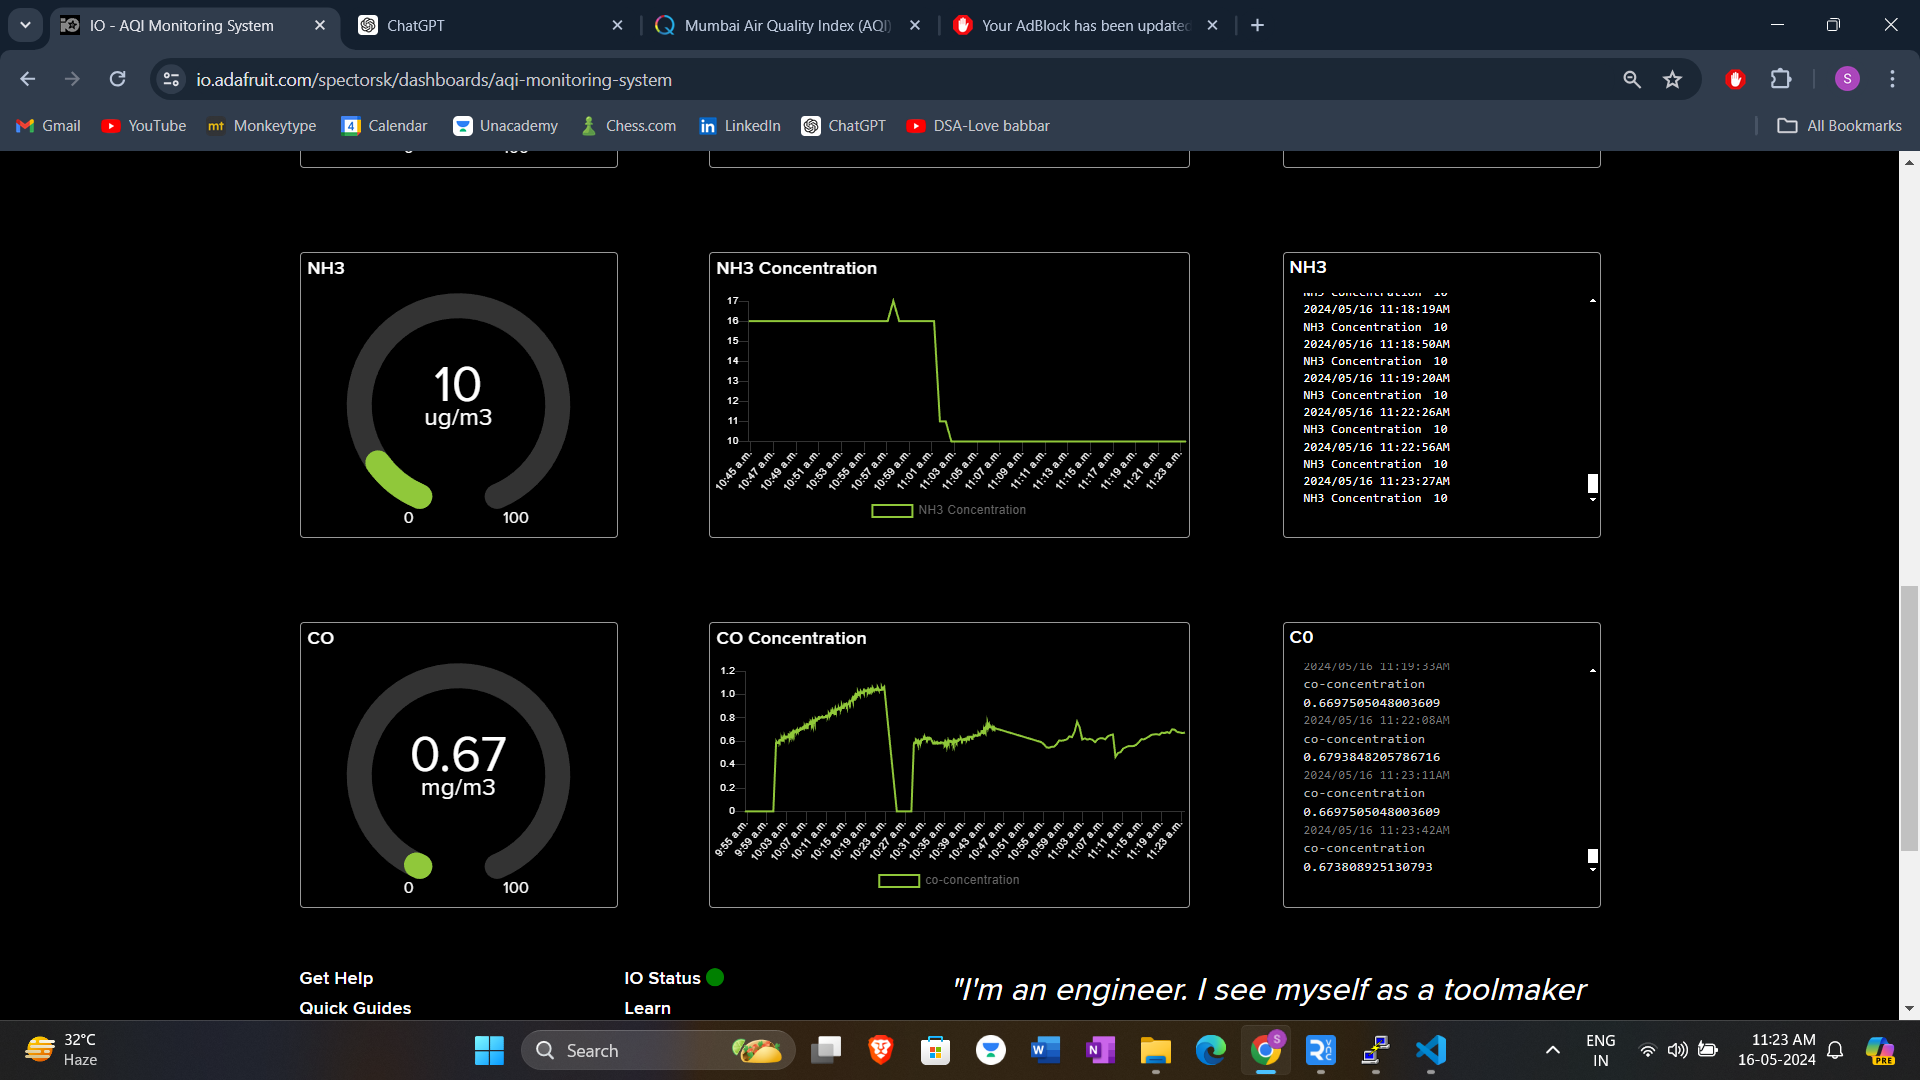 IO - AQI Monitoring System
ChatGPT
Mumbai Air Quality Index (AQI)
Your AdBlock has been updated
io.adafruit.com/spectorsk/dashboards/aqi-monitoring-system
S
Gmail
YouTube
mt Monkeytype
4 Calendar
Unacademy
Chess.com
in LinkedIn
ChatGPT
DSA-Love babbar
All Bookmarks
NH3
10
ug/m3
0
100
NH3 Concentration
17
16
15
14
13
12
11
10
10:45 a.m.
10:47 a.m.
10:49 a.m.
10:51 a.m.
10:53 a.m.
10:55 a.m.
10:57 a.m.
10:59 a.m.
11:01 a.m.
11:03 a.m.
11:05 a.m.
11:07 a.m.
11:09 a.m.
11:11 a.m.
11:13 a.m.
11:15 a.m.
11:17 a.m.
11:19 a.m.
11:21 a.m.
11:23 a.m.
NH3 Concentration
NH3
NH3 Concentration 10
2024/05/16 11:18:19AM
NH3 Concentration 10
2024/05/16 11:18:50AM
NH3 Concentration 10
2024/05/16 11:19:20AM
NH3 Concentration 10
2024/05/16 11:22:26AM
NH3 Concentration 10
2024/05/16 11:22:56AM
NH3 Concentration 10
2024/05/16 11:23:27AM
NH3 Concentration 10
CO
0.67
mg/m3
0
100
CO Concentration
1.2
1.0
0.8
0.6
0.4
0.2
0
9:55 a.m.
9:59 a.m.
10:03 a.m.
10:07 a.m.
10:11 a.m.
10:15 a.m.
10:19 a.m.
10:23 a.m.
10:27 a.m.
10:31 a.m.
10:35 a.m.
10:39 a.m.
10:43 a.m.
10:47 a.m.
10:51 a.m.
10:55 a.m.
10:59 a.m.
11:03 a.m.
11:07 a.m.
11:11 a.m.
11:15 a.m.
11:19 a.m.
11:23 a.m.
co-concentration
C0
2024/05/16 11:19:33AM
co-concentration
0.6697505048003609
2024/05/16 11:22:08AM
co-concentration
0.6793848205786716
2024/05/16 11:23:11AM
co-concentration
0.6697505048003609
2024/05/16 11:23:42AM
co-concentration
0.673808925130793
Get Help
Quick Guides
IO Status
Learn
"I'm an engineer. I see myself as a toolmaker
32°C
Haze
Search
ENG
IN
11:23 AM
16-05-2024
PRE